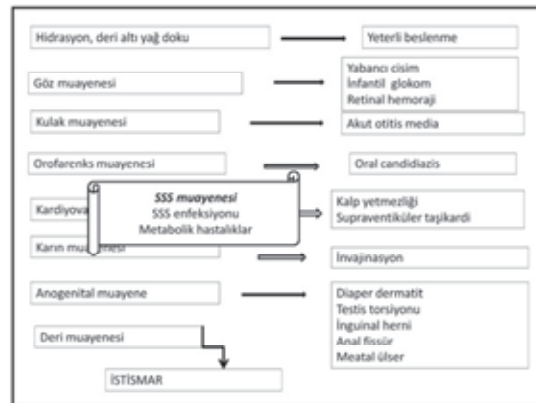 Hidrasyon, deri altı yağ doku
Yeterli beslenme
Göz muayenesi
Yabancı cisim
İnfantil glokom
Retinal hemoraji
Kulak muayenesi
Akut otitis media
Orofarenks muayenesi
Oral candidiazis
SSS muayenesi
SSS enfeksiyonu
Metabolik hastalıklar
Kardiyova
Kalp yetmezliği
Supraventiküler taşikardi
Karın muayenesi
İnvajinasyon
Anogenital muayene
Diaper dermatit
Testis torsiyonu
İnguinal herni
Anal fissür
Meatal ülser
Deri muayenesi
İSTİSMAR